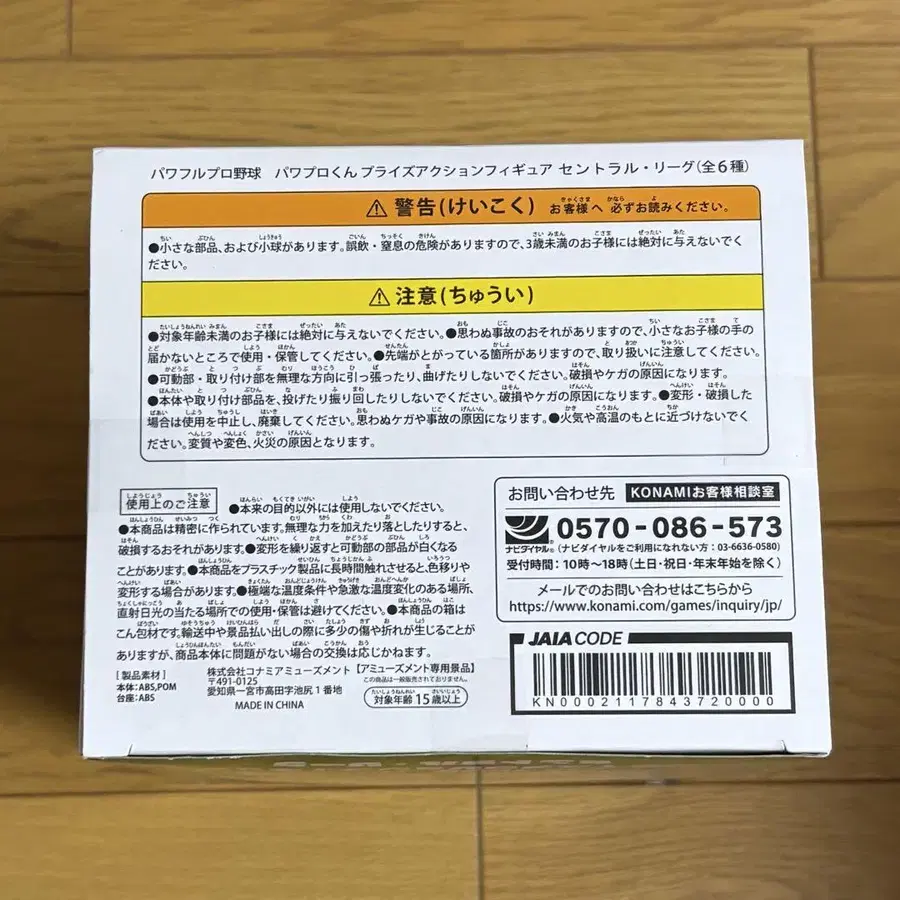 パワフルプロ野球 パワプロくん プライズアクションフィギュア セントラル・リーグ(全6種)
⚠ 警告(けいこく) お客様へ 必ずお読みください。
●小さな部品、および小球があります。誤飲・窒息の危険がありますので、3歳未満のお子様には絶対に与えないでく
ださい。
⚠ 注意(ちゅうい)
●対象年齢未満のお子様には絶対に与えないでください。●思わぬ事故のおそれがありますので、小さなお子様の手の
届かないところで使用・保管してください。●先端がとがっている箇所がありますので、取り扱いに注意してください。
●可動部・取り付け部を無理な方向に引っ張ったり、曲げたりしないでください。破損やケガの原因になります。
●本体や取り付け部品を、投げたり振り回したりしないでください。破損やケガの原因になります。●変形・破損した
場合は使用を中止し、廃棄してください。思わぬケガや事故の原因になります。●火気や高温のもとに近づけないでく
ださい。変質や変色、火災の原因となります。
使用上のご注意 ●本来の目的以外には使用しないでください。
●本商品は精密に作られています。無理な力を加えたり落としたりすると、
破損するおそれがあります。●変形を繰り返すと可動部の部品が白くなる
ことがあります。●本商品をプラスチック製品に長時間触れさせると、色移りや
変形する場合があります。●極端な温度条件や急激な温度変化のある場所、
直射日光の当たる場所での使用・保管は避けてください。●本商品の箱は
こん包材です。輸送中や景品払い出しの際に多少の傷や折れが生じることが
ありますが、商品本体に問題がない場合の交換は応じかねます。
[製品素材]
本体:ABS,POM
台座:ABS
株式会社コナミアミューズメント
〒491-0125
愛知県一宮市高田字池尻1番地
MADE IN CHINA
【アミューズメント専用景品】
この商品は一般販売しておりません。
対象年齢15歳以上
お問い合わせ先 KONAMIお客様相談室
ナビダイヤル® 0570-086-573
(ナビダイヤルをご利用になれない方:03-6636-0580)
受付時間:10時〜18時(土日・祝日・年末年始を除く)
メールでのお問い合わせはこちらから
https://www.konami.com/games/inquiry/jp/
JAIA CODE
KN0002117843720000